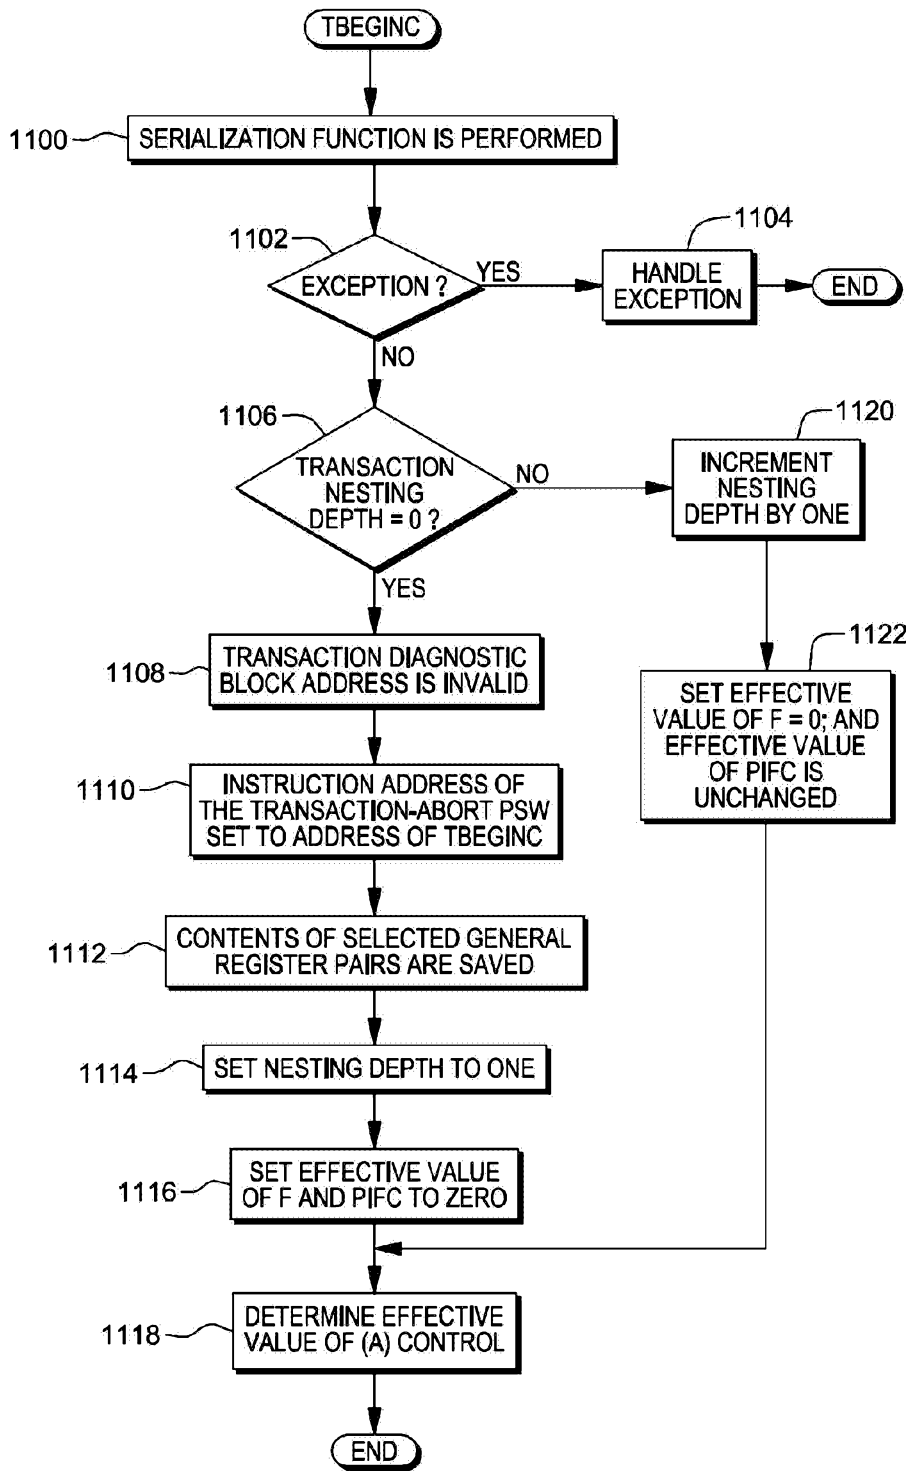 TBEGINC
1100
SERIALIZATION FUNCTION IS PERFORMED
1102
EXCEPTION ?
YES
1104
HANDLE
EXCEPTION
END
NO
1106
TRANSACTION
NESTING
DEPTH = 0 ?
NO
1120
INCREMENT
NESTING
DEPTH BY ONE
YES
1108
TRANSACTION DIAGNOSTIC
BLOCK ADDRESS IS INVALID
1122
SET EFFECTIVE
VALUE OF F = 0; AND
EFFECTIVE VALUE
OF PIFC IS
UNCHANGED
1110
INSTRUCTION ADDRESS OF
THE TRANSACTION-ABORT PSW
SET TO ADDRESS OF TBEGINC
1112
CONTENTS OF SELECTED GENERAL
REGISTER PAIRS ARE SAVED
1114
SET NESTING DEPTH TO ONE
1116
SET EFFECTIVE VALUE
OF F AND PIFC TO ZERO
1118
DETERMINE EFFECTIVE
VALUE OF (A) CONTROL
END